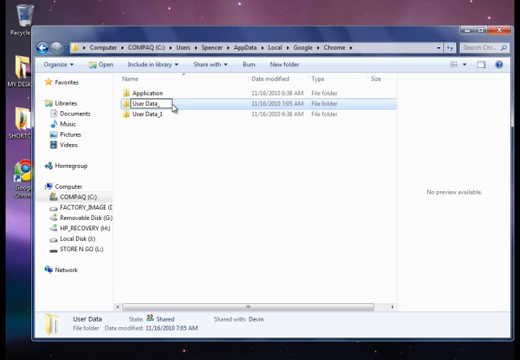 Recycle
MY DESK
SHORTC
Google
Chrome
Computer ▸ COMPAQ (C:) ▸ Users ▸ Spencer ▸ AppData ▸ Local ▸ Google ▸ Chrome ▸
Search Chr...
Organize Open Include in library Share with Burn New folder
Favorites
Libraries
Documents
Music
Pictures
Videos
Homegroup
Computer
COMPAQ (C:)
FACTORY_IMAGE (D
Removable Disk (G:)
HP_RECOVERY (H:)
Local Disk (J:)
STORE N GO (L:)
Network
Name Date modified Type Size
Application 11/16/2010 6:38 AM File folder
User Data_ 11/16/2010 7:05 AM File folder
User Data_1 11/16/2010 6:38 AM File folder
No preview available.
User Data State: Shared Shared with: Devin
File folder Date modified: 11/16/2010 7:05 AM